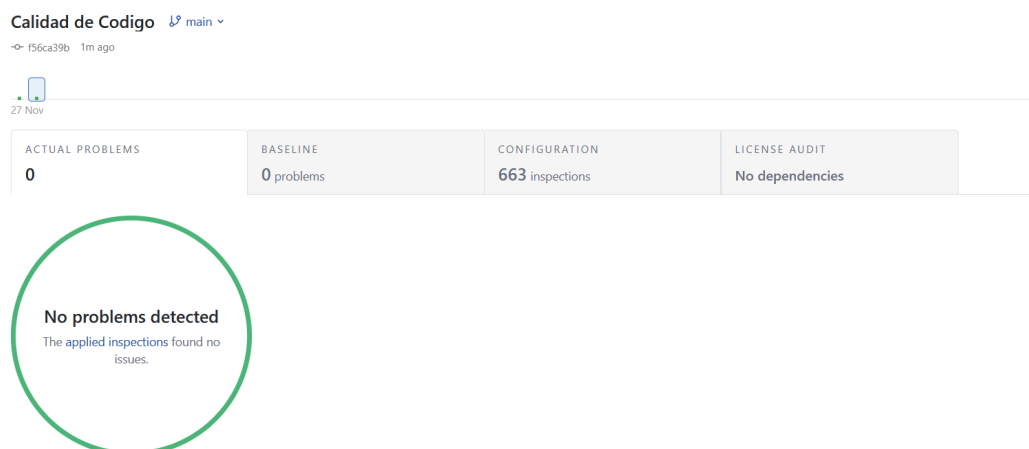 Calidad de Codigo main
f56ca39b 1m ago
27 Nov
ACTUAL PROBLEMS
0
BASELINE
0 problems
CONFIGURATION
663 inspections
LICENSE AUDIT
No dependencies
No problems detected
The applied inspections found no
issues.